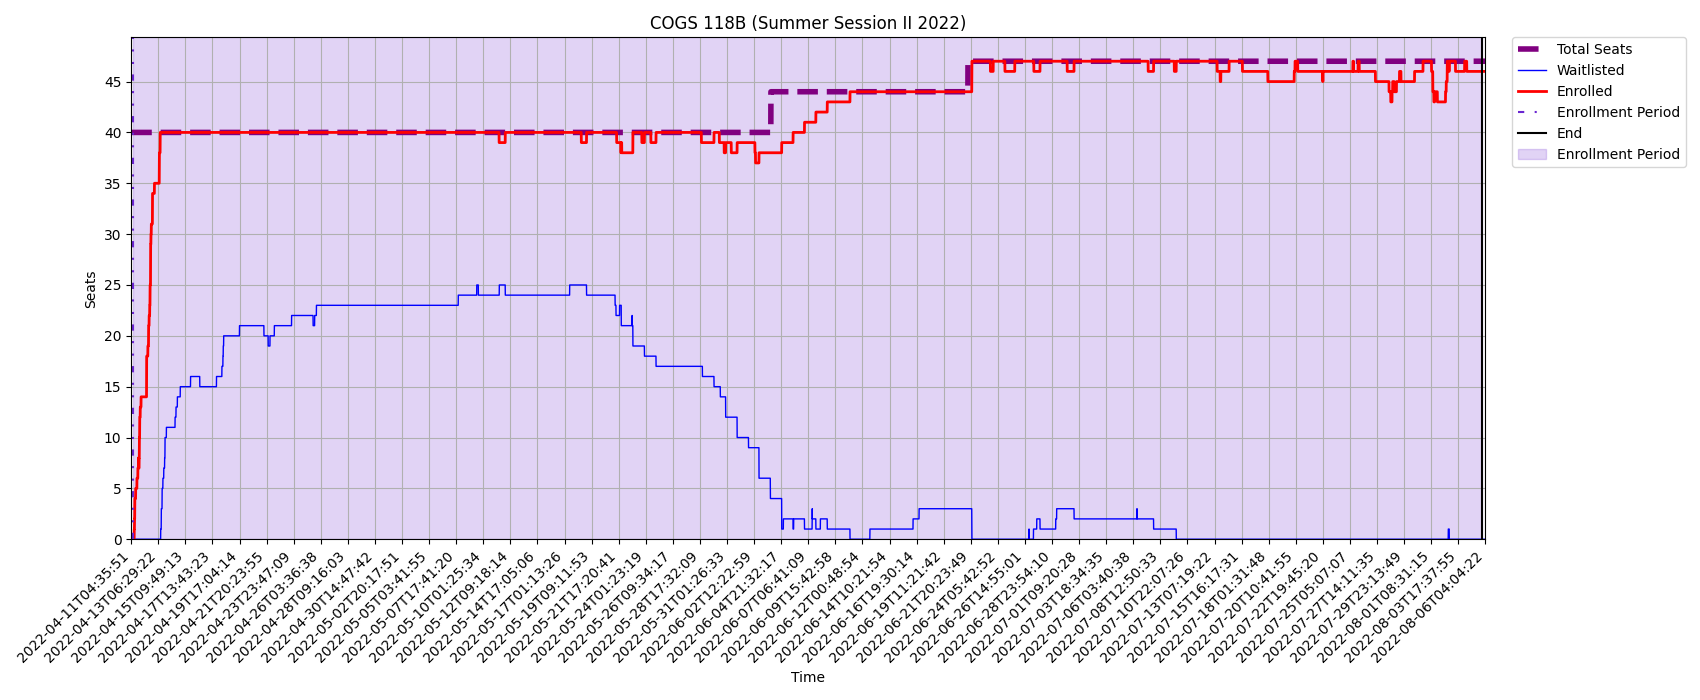 COGS 118B (Summer Session II 2022)
Total Seats
Waitlisted
Enrolled
Enrollment Period
End
Enrollment Period
Seats
45
40
35
30
25
20
15
10
5
0
2022-04-11T04:35:51
2022-04-13T06:29:22
2022-04-15T09:49:13
2022-04-17T13:43:23
2022-04-19T17:04:14
2022-04-21T20:23:55
2022-04-23T23:47:09
2022-04-26T03:36:38
2022-04-28T09:16:03
2022-04-30T14:47:42
2022-05-02T20:17:51
2022-05-05T03:41:55
2022-05-07T17:41:20
2022-05-10T01:25:34
2022-05-12T09:18:14
2022-05-14T17:05:06
2022-05-17T01:13:26
2022-05-19T09:11:53
2022-05-21T17:20:41
2022-05-24T01:23:19
2022-05-26T09:34:17
2022-05-28T17:32:09
2022-05-31T01:26:33
2022-06-02T12:22:59
2022-06-04T21:32:17
2022-06-07T06:41:09
2022-06-09T15:42:58
2022-06-12T00:48:54
2022-06-14T10:21:54
2022-06-16T19:30:14
2022-06-19T11:21:42
2022-06-21T20:23:49
2022-06-24T05:42:52
2022-06-26T14:55:01
2022-06-28T23:54:10
2022-07-01T09:20:28
2022-07-03T18:34:35
2022-07-06T03:40:38
2022-07-08T12:50:33
2022-07-10T22:07:26
2022-07-13T07:19:22
2022-07-15T16:17:31
2022-07-18T01:31:48
2022-07-20T10:41:55
2022-07-22T19:45:20
2022-07-25T05:07:07
2022-07-27T14:11:35
2022-07-29T23:13:49
2022-08-01T08:31:15
2022-08-03T17:37:55
2022-08-06T04:04:22
Time